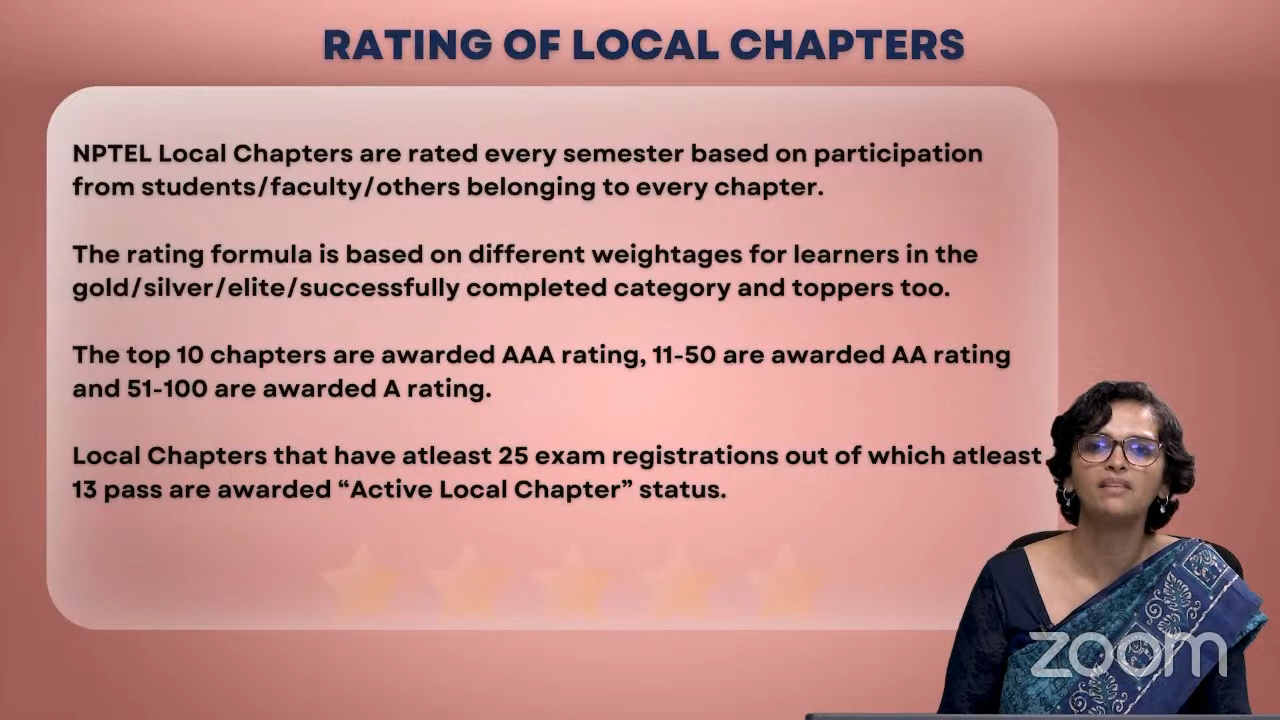 RATING OF LOCAL CHAPTERS
NPTEL Local Chapters are rated every semester based on participation
from students/faculty/others belonging to every chapter.
The rating formula is based on different weightages for learners in the
gold/silver/elite/successfully completed category and toppers too.
The top 10 chapters are awarded AAA rating, 11-50 are awarded AA rating
and 51-100 are awarded A rating.
Local Chapters that have atleast 25 exam registrations out of which atleast
13 pass are awarded “Active Local Chapter” status.
zoom